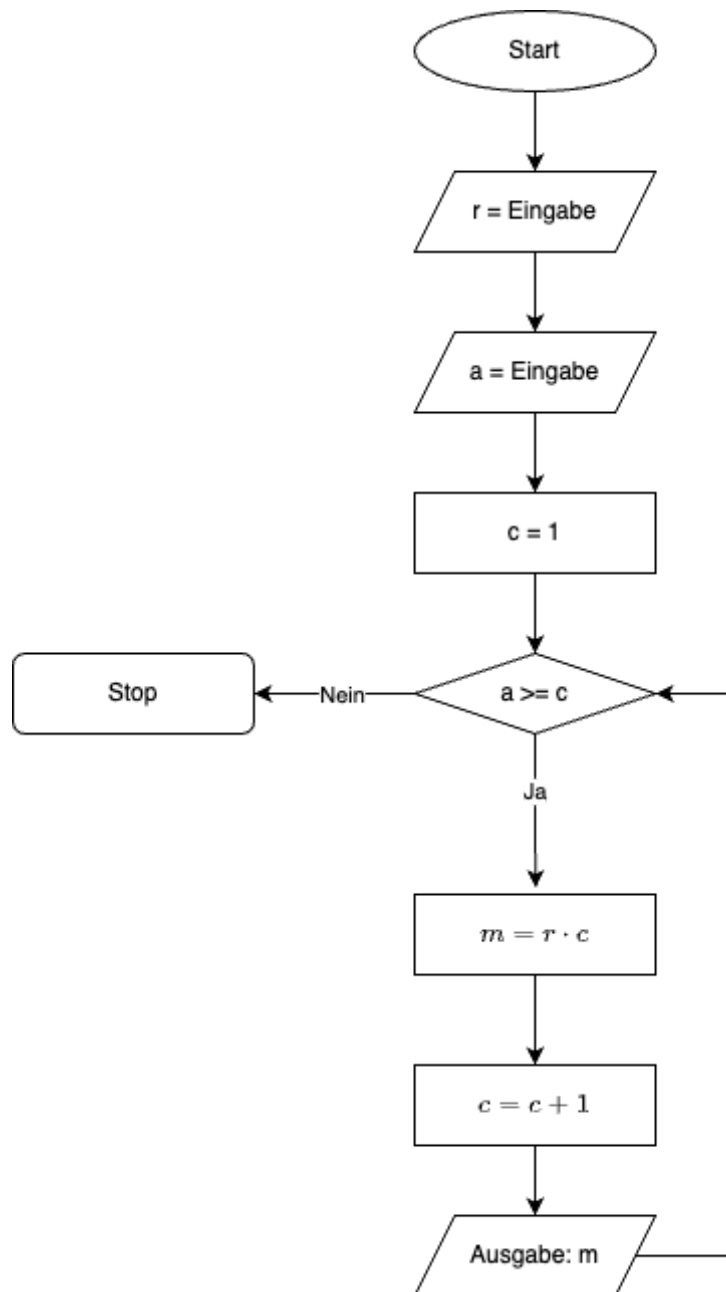 Start
r = Eingabe
a = Eingabe
c = 1
Stop
Nein
a >= c
Ja
m = r · c
c = c + 1
Ausgabe: m